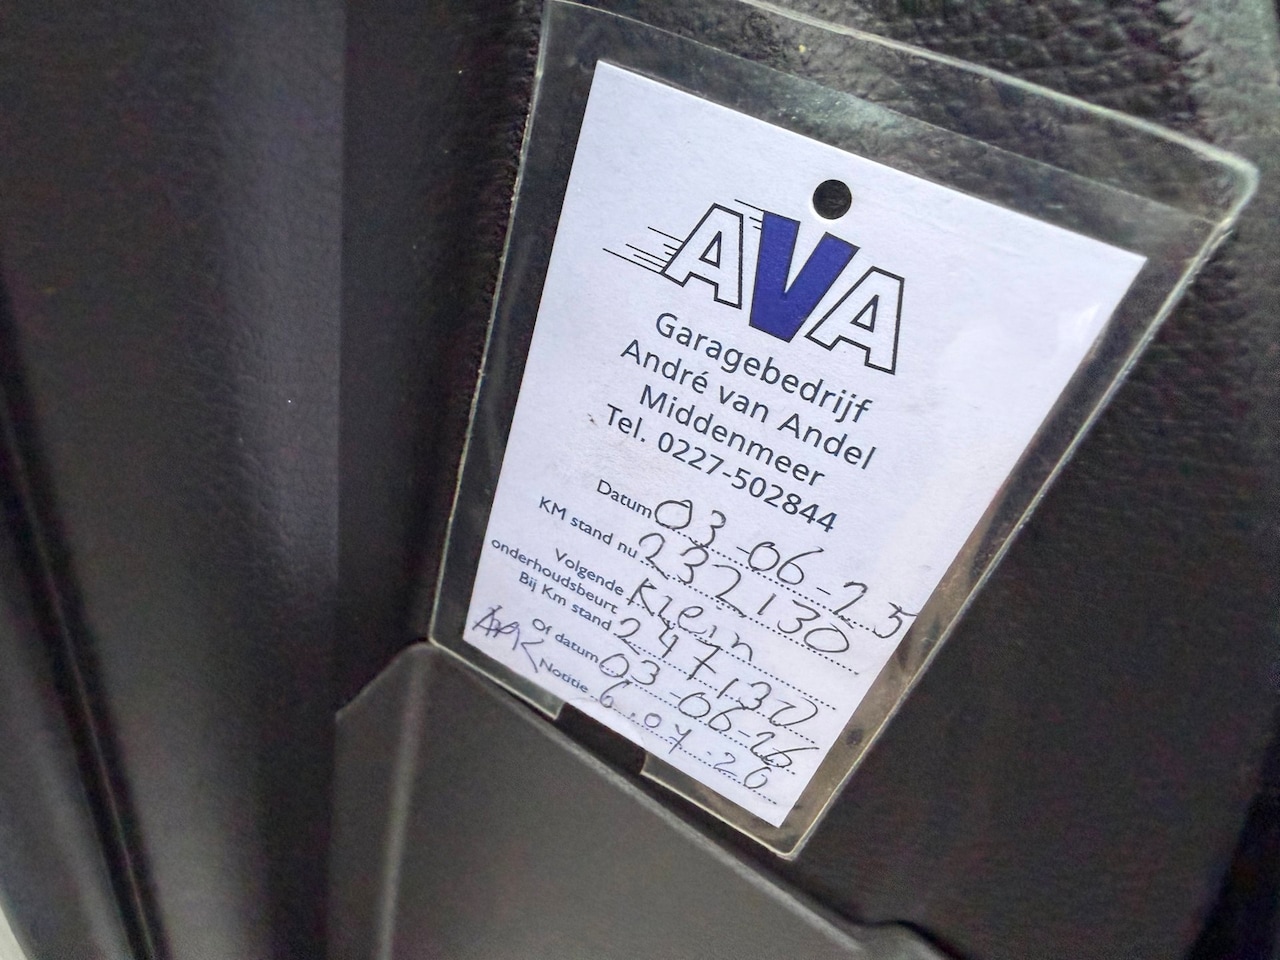 AVA
Garagebedrijf
André van Andel
Middenmeer
Tel. 0227-502844
Datum 03-06-25
KM stand nu 232130
Volgende
onderhoudsbeurt Klein
Bij Km stand 247130
Of datum 03-06-26
Notitie 6.07.26